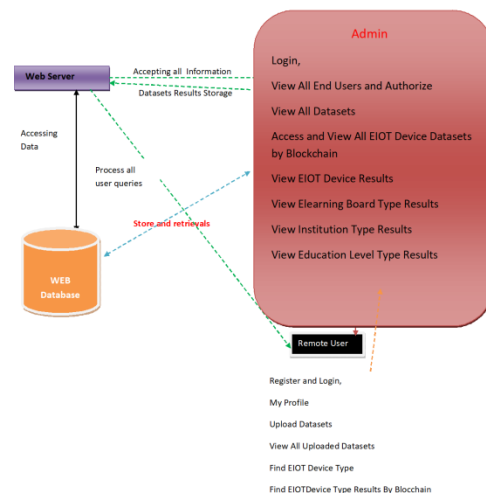 Admin
Login,
View All End Users and Authorize
View All Datasets
Access and View All EIOT Device Datasets
by Blockchain
View EIOT Device Results
View Elearning Board Type Results
View Institution Type Results
View Education Level Type Results
Web Server
Accepting all Information
Datasets Results Storage
Accessing
Data
Process all
user queries
Store and retrievals
WEB
Database
Remote User
Register and Login,
My Profile
Upload Datasets
View All Uploaded Datasets
Find EIOT Device Type
Find EIOTDevice Type Results By Blocchain